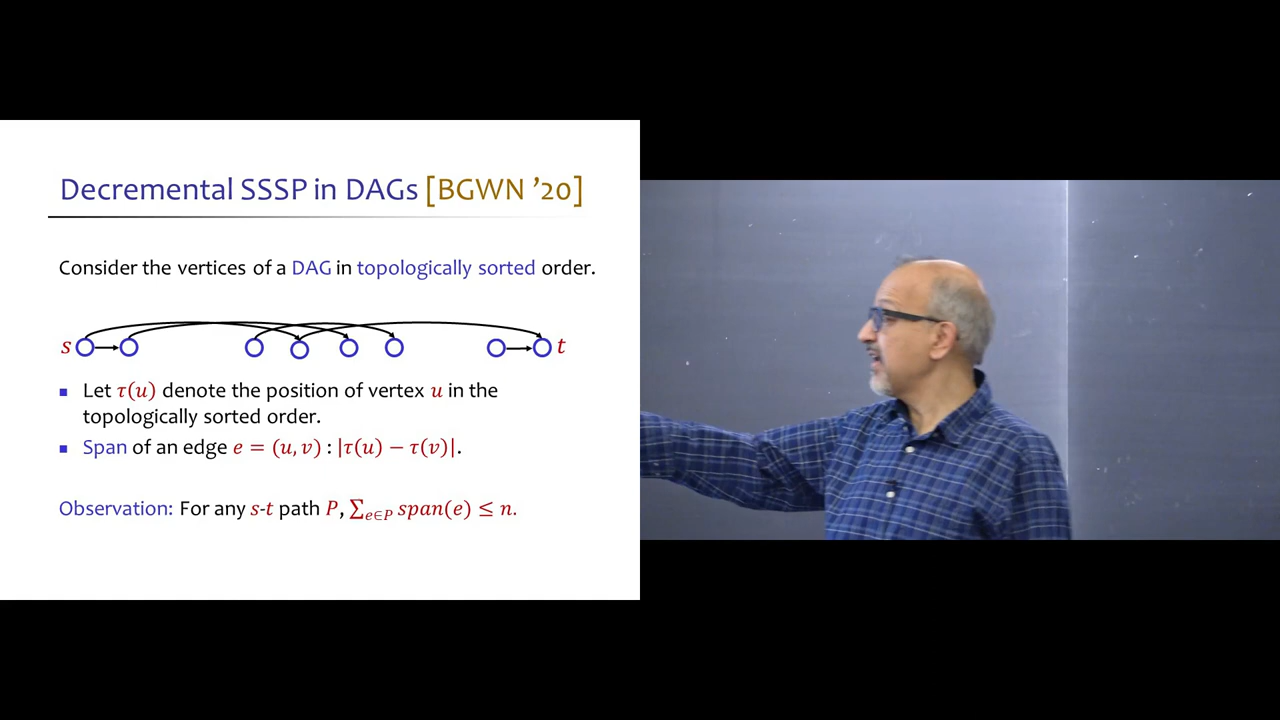 Decremental SSSP in DAGs [BGWN ’20]
Consider the vertices of a DAG in topologically sorted order.
s t
▪ Let τ(u) denote the position of vertex u in the
topologically sorted order.
▪ Span of an edge e = (u, v) : |τ(u) − τ(v)|.
Observation: For any s-t path P, ∑_{e∈P} span(e) ≤ n.